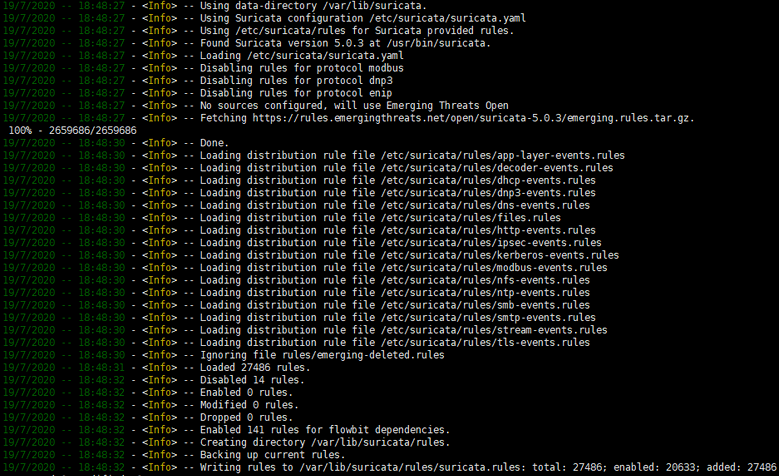 19/7/2020 -- 18:48:27 - <Info> -- Using data-directory /var/lib/suricata.
19/7/2020 -- 18:48:27 - <Info> -- Using Suricata configuration /etc/suricata/suricata.yaml
19/7/2020 -- 18:48:27 - <Info> -- Using /etc/suricata/rules for Suricata provided rules.
19/7/2020 -- 18:48:27 - <Info> -- Found Suricata version 5.0.3 at /usr/bin/suricata.
19/7/2020 -- 18:48:27 - <Info> -- Loading /etc/suricata/suricata.yaml
19/7/2020 -- 18:48:27 - <Info> -- Disabling rules for protocol modbus
19/7/2020 -- 18:48:27 - <Info> -- Disabling rules for protocol dnp3
19/7/2020 -- 18:48:27 - <Info> -- Disabling rules for protocol enip
19/7/2020 -- 18:48:27 - <Info> -- No sources configured, will use Emerging Threats Open
19/7/2020 -- 18:48:27 - <Info> -- Fetching https://rules.emergingthreats.net/open/suricata-5.0.3/emerging.rules.tar.gz.
100% - 2659686/2659686
19/7/2020 -- 18:48:30 - <Info> -- Done.
19/7/2020 -- 18:48:30 - <Info> -- Loading distribution rule file /etc/suricata/rules/app-layer-events.rules
19/7/2020 -- 18:48:30 - <Info> -- Loading distribution rule file /etc/suricata/rules/decoder-events.rules
19/7/2020 -- 18:48:30 - <Info> -- Loading distribution rule file /etc/suricata/rules/dhcp-events.rules
19/7/2020 -- 18:48:30 - <Info> -- Loading distribution rule file /etc/suricata/rules/dnp3-events.rules
19/7/2020 -- 18:48:30 - <Info> -- Loading distribution rule file /etc/suricata/rules/dns-events.rules
19/7/2020 -- 18:48:30 - <Info> -- Loading distribution rule file /etc/suricata/rules/files.rules
19/7/2020 -- 18:48:30 - <Info> -- Loading distribution rule file /etc/suricata/rules/http-events.rules
19/7/2020 -- 18:48:30 - <Info> -- Loading distribution rule file /etc/suricata/rules/ipsec-events.rules
19/7/2020 -- 18:48:30 - <Info> -- Loading distribution rule file /etc/suricata/rules/kerberos-events.rules
19/7/2020 -- 18:48:30 - <Info> -- Loading distribution rule file /etc/suricata/rules/modbus-events.rules
19/7/2020 -- 18:48:30 - <Info> -- Loading distribution rule file /etc/suricata/rules/nfs-events.rules
19/7/2020 -- 18:48:30 - <Info> -- Loading distribution rule file /etc/suricata/rules/ntp-events.rules
19/7/2020 -- 18:48:30 - <Info> -- Loading distribution rule file /etc/suricata/rules/smb-events.rules
19/7/2020 -- 18:48:30 - <Info> -- Loading distribution rule file /etc/suricata/rules/smtp-events.rules
19/7/2020 -- 18:48:30 - <Info> -- Loading distribution rule file /etc/suricata/rules/stream-events.rules
19/7/2020 -- 18:48:30 - <Info> -- Loading distribution rule file /etc/suricata/rules/tls-events.rules
19/7/2020 -- 18:48:30 - <Info> -- Ignoring file rules/emerging-deleted.rules
19/7/2020 -- 18:48:31 - <Info> -- Loaded 27486 rules.
19/7/2020 -- 18:48:32 - <Info> -- Disabled 14 rules.
19/7/2020 -- 18:48:32 - <Info> -- Enabled 0 rules.
19/7/2020 -- 18:48:32 - <Info> -- Modified 0 rules.
19/7/2020 -- 18:48:32 - <Info> -- Dropped 0 rules.
19/7/2020 -- 18:48:32 - <Info> -- Enabled 141 rules for flowbit dependencies.
19/7/2020 -- 18:48:32 - <Info> -- Creating directory /var/lib/suricata/rules.
19/7/2020 -- 18:48:32 - <Info> -- Backing up current rules.
19/7/2020 -- 18:48:32 - <Info> -- Writing rules to /var/lib/suricata/rules/suricata.rules: total: 27486; enabled: 20633; added: 27486